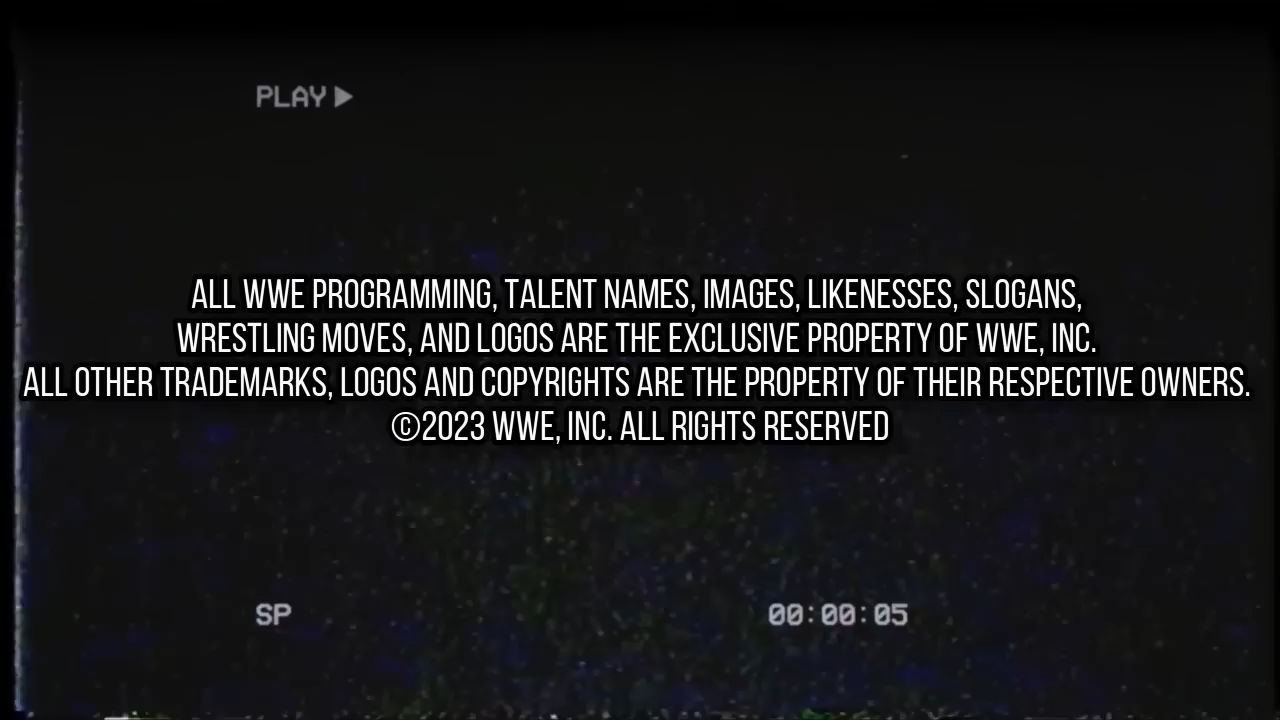 PLAY ▶
ALL WWE PROGRAMMING, TALENT NAMES, IMAGES, LIKENESSES, SLOGANS,
WRESTLING MOVES, AND LOGOS ARE THE EXCLUSIVE PROPERTY OF WWE, INC.
ALL OTHER TRADEMARKS, LOGOS AND COPYRIGHTS ARE THE PROPERTY OF THEIR RESPECTIVE OWNERS.
©2023 WWE, INC. ALL RIGHTS RESERVED
SP 00:00:05